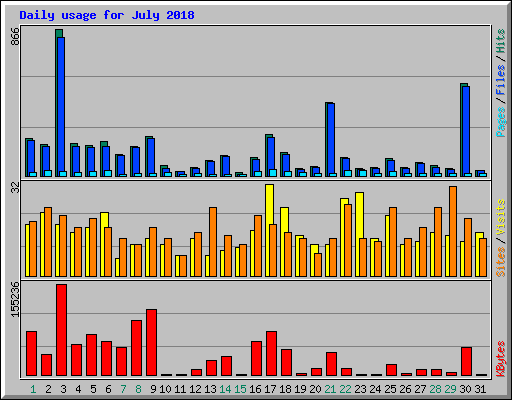 Daily usage for July 2018
866
Pages / Files / Hits
32
Sites / Visits
155236
KBytes
1 2 3 4 5 6 7 8 9 10 11 12 13 14 15 16 17 18 19 20 21 22 23 24 25 26 27 28 29 30 31